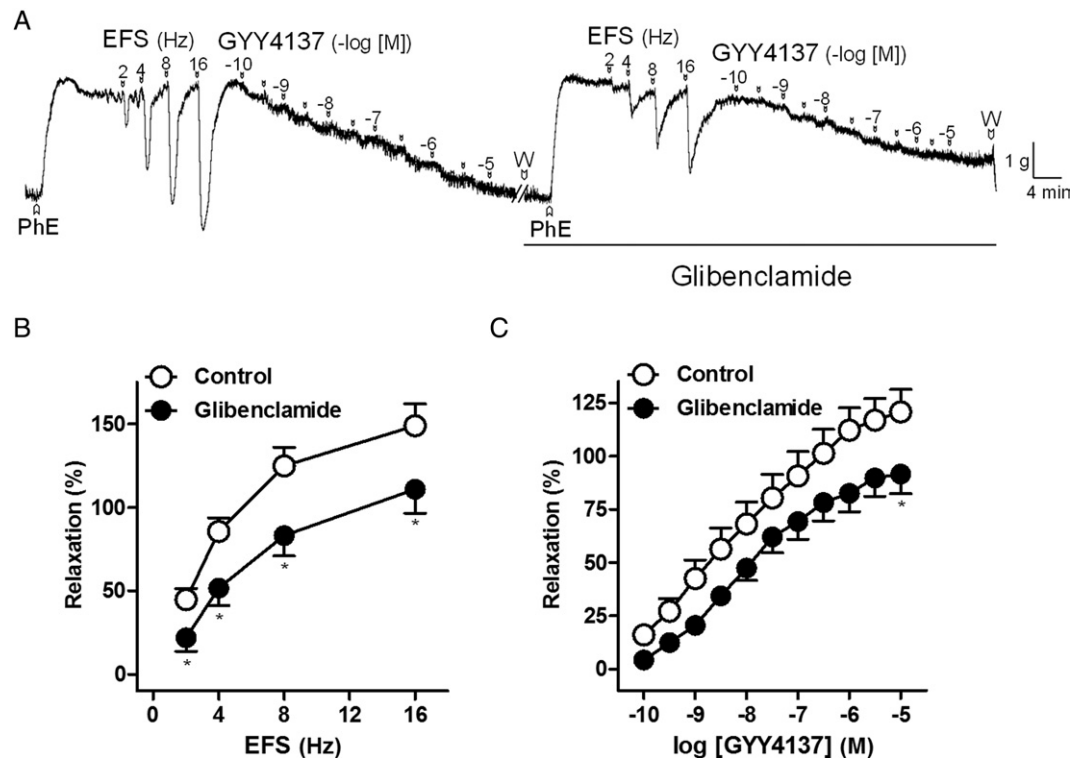 A
EFS (Hz)
GYY4137 (-log [M])
2 4 8 16 -10 -9 -8 -7 -6 -5
W
PhE
EFS (Hz)
GYY4137 (-log [M])
2 4 8 16 -10 -9 -8 -7 -6 -5
W
PhE
1 g
4 min
Glibenclamide
B
Control
Glibenclamide
Relaxation (%)
150
100
50
0
* * * *
0 4 8 12 16
EFS (Hz)
C
Control
Glibenclamide
Relaxation (%)
125
100
75
50
25
0
*
-10 -9 -8 -7 -6 -5
log [GYY4137] (M)